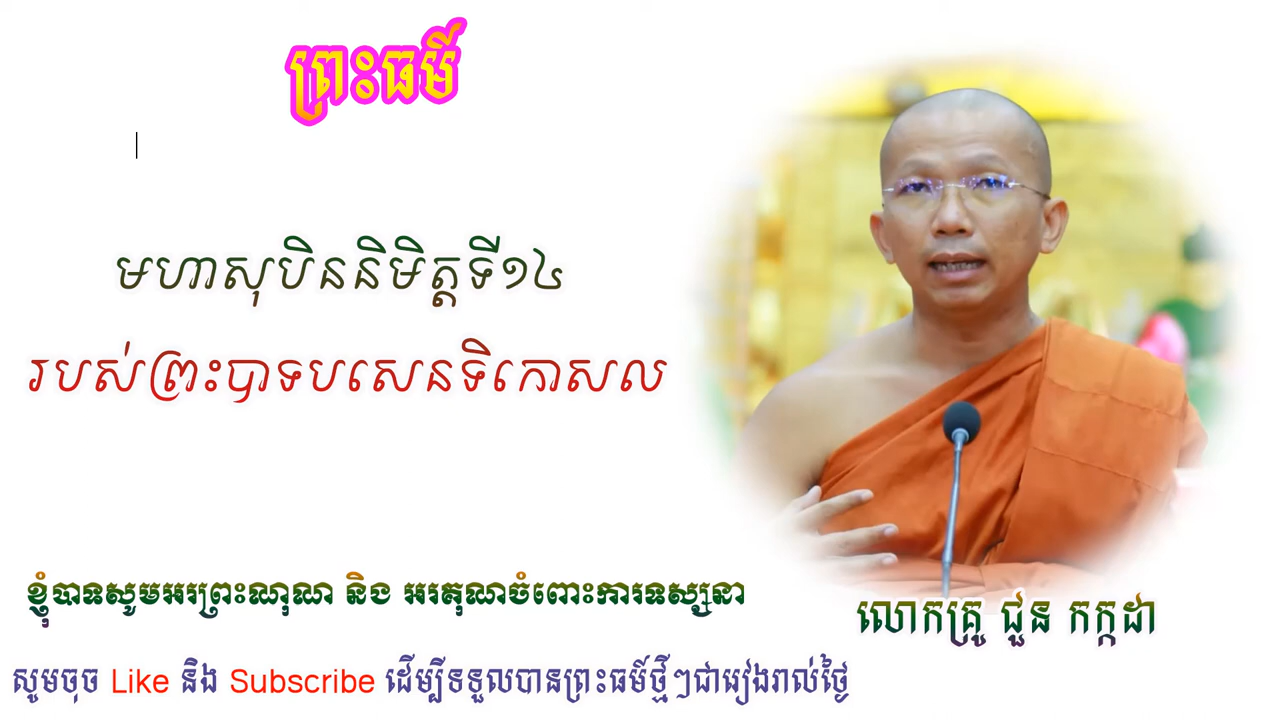 ព្រះធម៌
មហាសុបិននិមិត្តទី១៤
របស់ព្រះបាទបសេនទិកោសល
ខ្ញុំបាទសូមអរព្រះណុណ និង អរគុណចំពោះការទស្សនា
លោកគ្រូ ជួន កក្កដា
សូមចុច Like និង Subscribe ដើម្បីទទួលបានព្រះធម៌ថ្មីៗជារៀងរាល់ថ្ងៃ